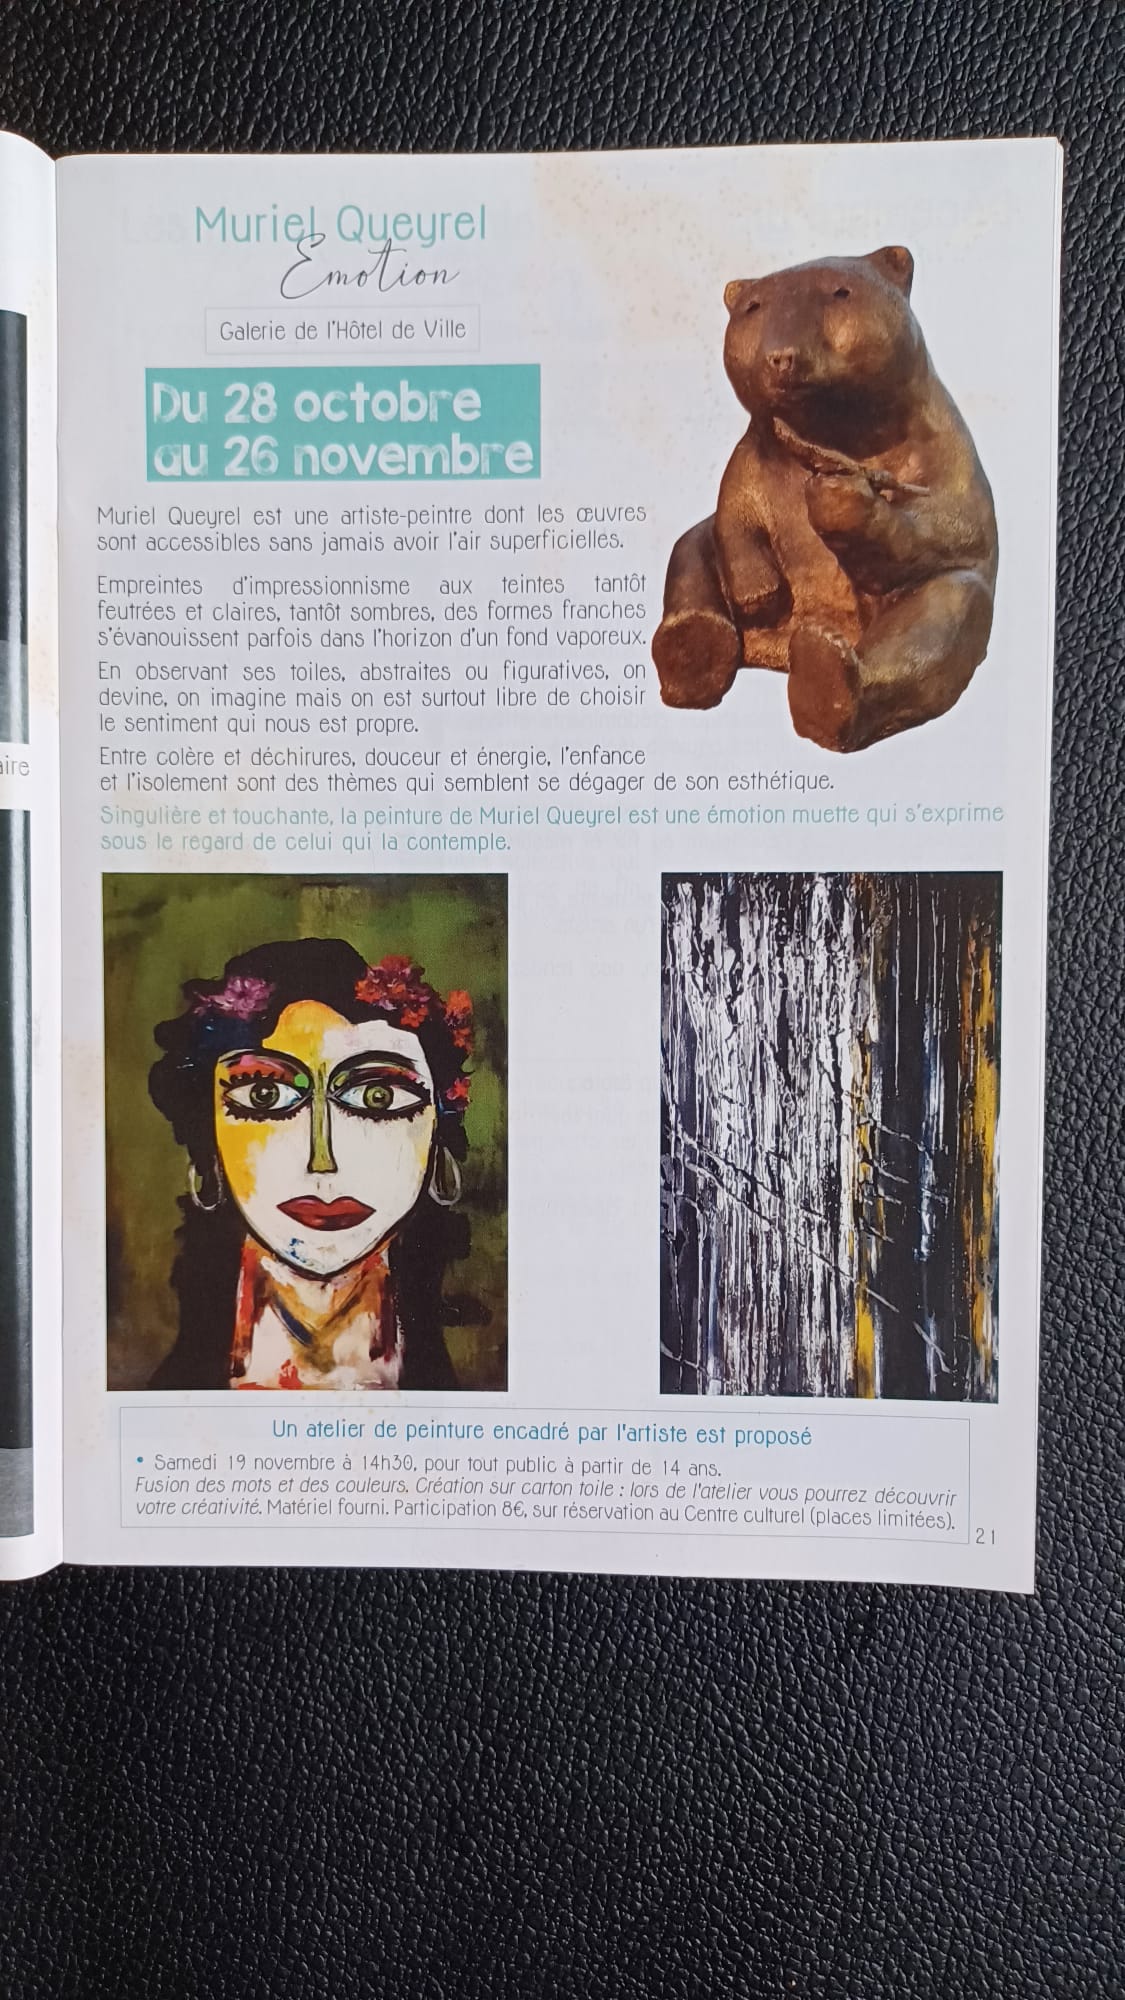 Muriel Queyrel
Emotion
Galerie de l'Hôtel de Ville
Du 28 octobre
au 26 novembre
Muriel Queyrel est une artiste-peintre dont les œuvres
sont accessibles sans jamais avoir l'air superficielles.
Empreintes d'impressionnisme aux teintes tantôt
feutrées et claires, tantôt sombres, des formes franches
s'évanouissent parfois dans l'horizon d'un fond vaporeux.
En observant ses toiles, abstraites ou figuratives, on
devine, on imagine mais on est surtout libre de choisir
le sentiment qui nous est propre.
Entre colère et déchirures, douceur et énergie, l'enfance
et l'isolement sont des thèmes qui semblent se dégager de son esthétique.
Singulière et touchante, la peinture de Muriel Queyrel est une émotion muette qui s'exprime
sous le regard de celui qui la contemple.
Un atelier de peinture encadré par l'artiste est proposé
• Samedi 19 novembre à 14h30, pour tout public à partir de 14 ans.
Fusion des mots et des couleurs. Création sur carton toile : lors de l'atelier vous pourrez découvrir
votre créativité. Matériel fourni. Participation 8€, sur réservation au Centre culturel (places limitées).
21